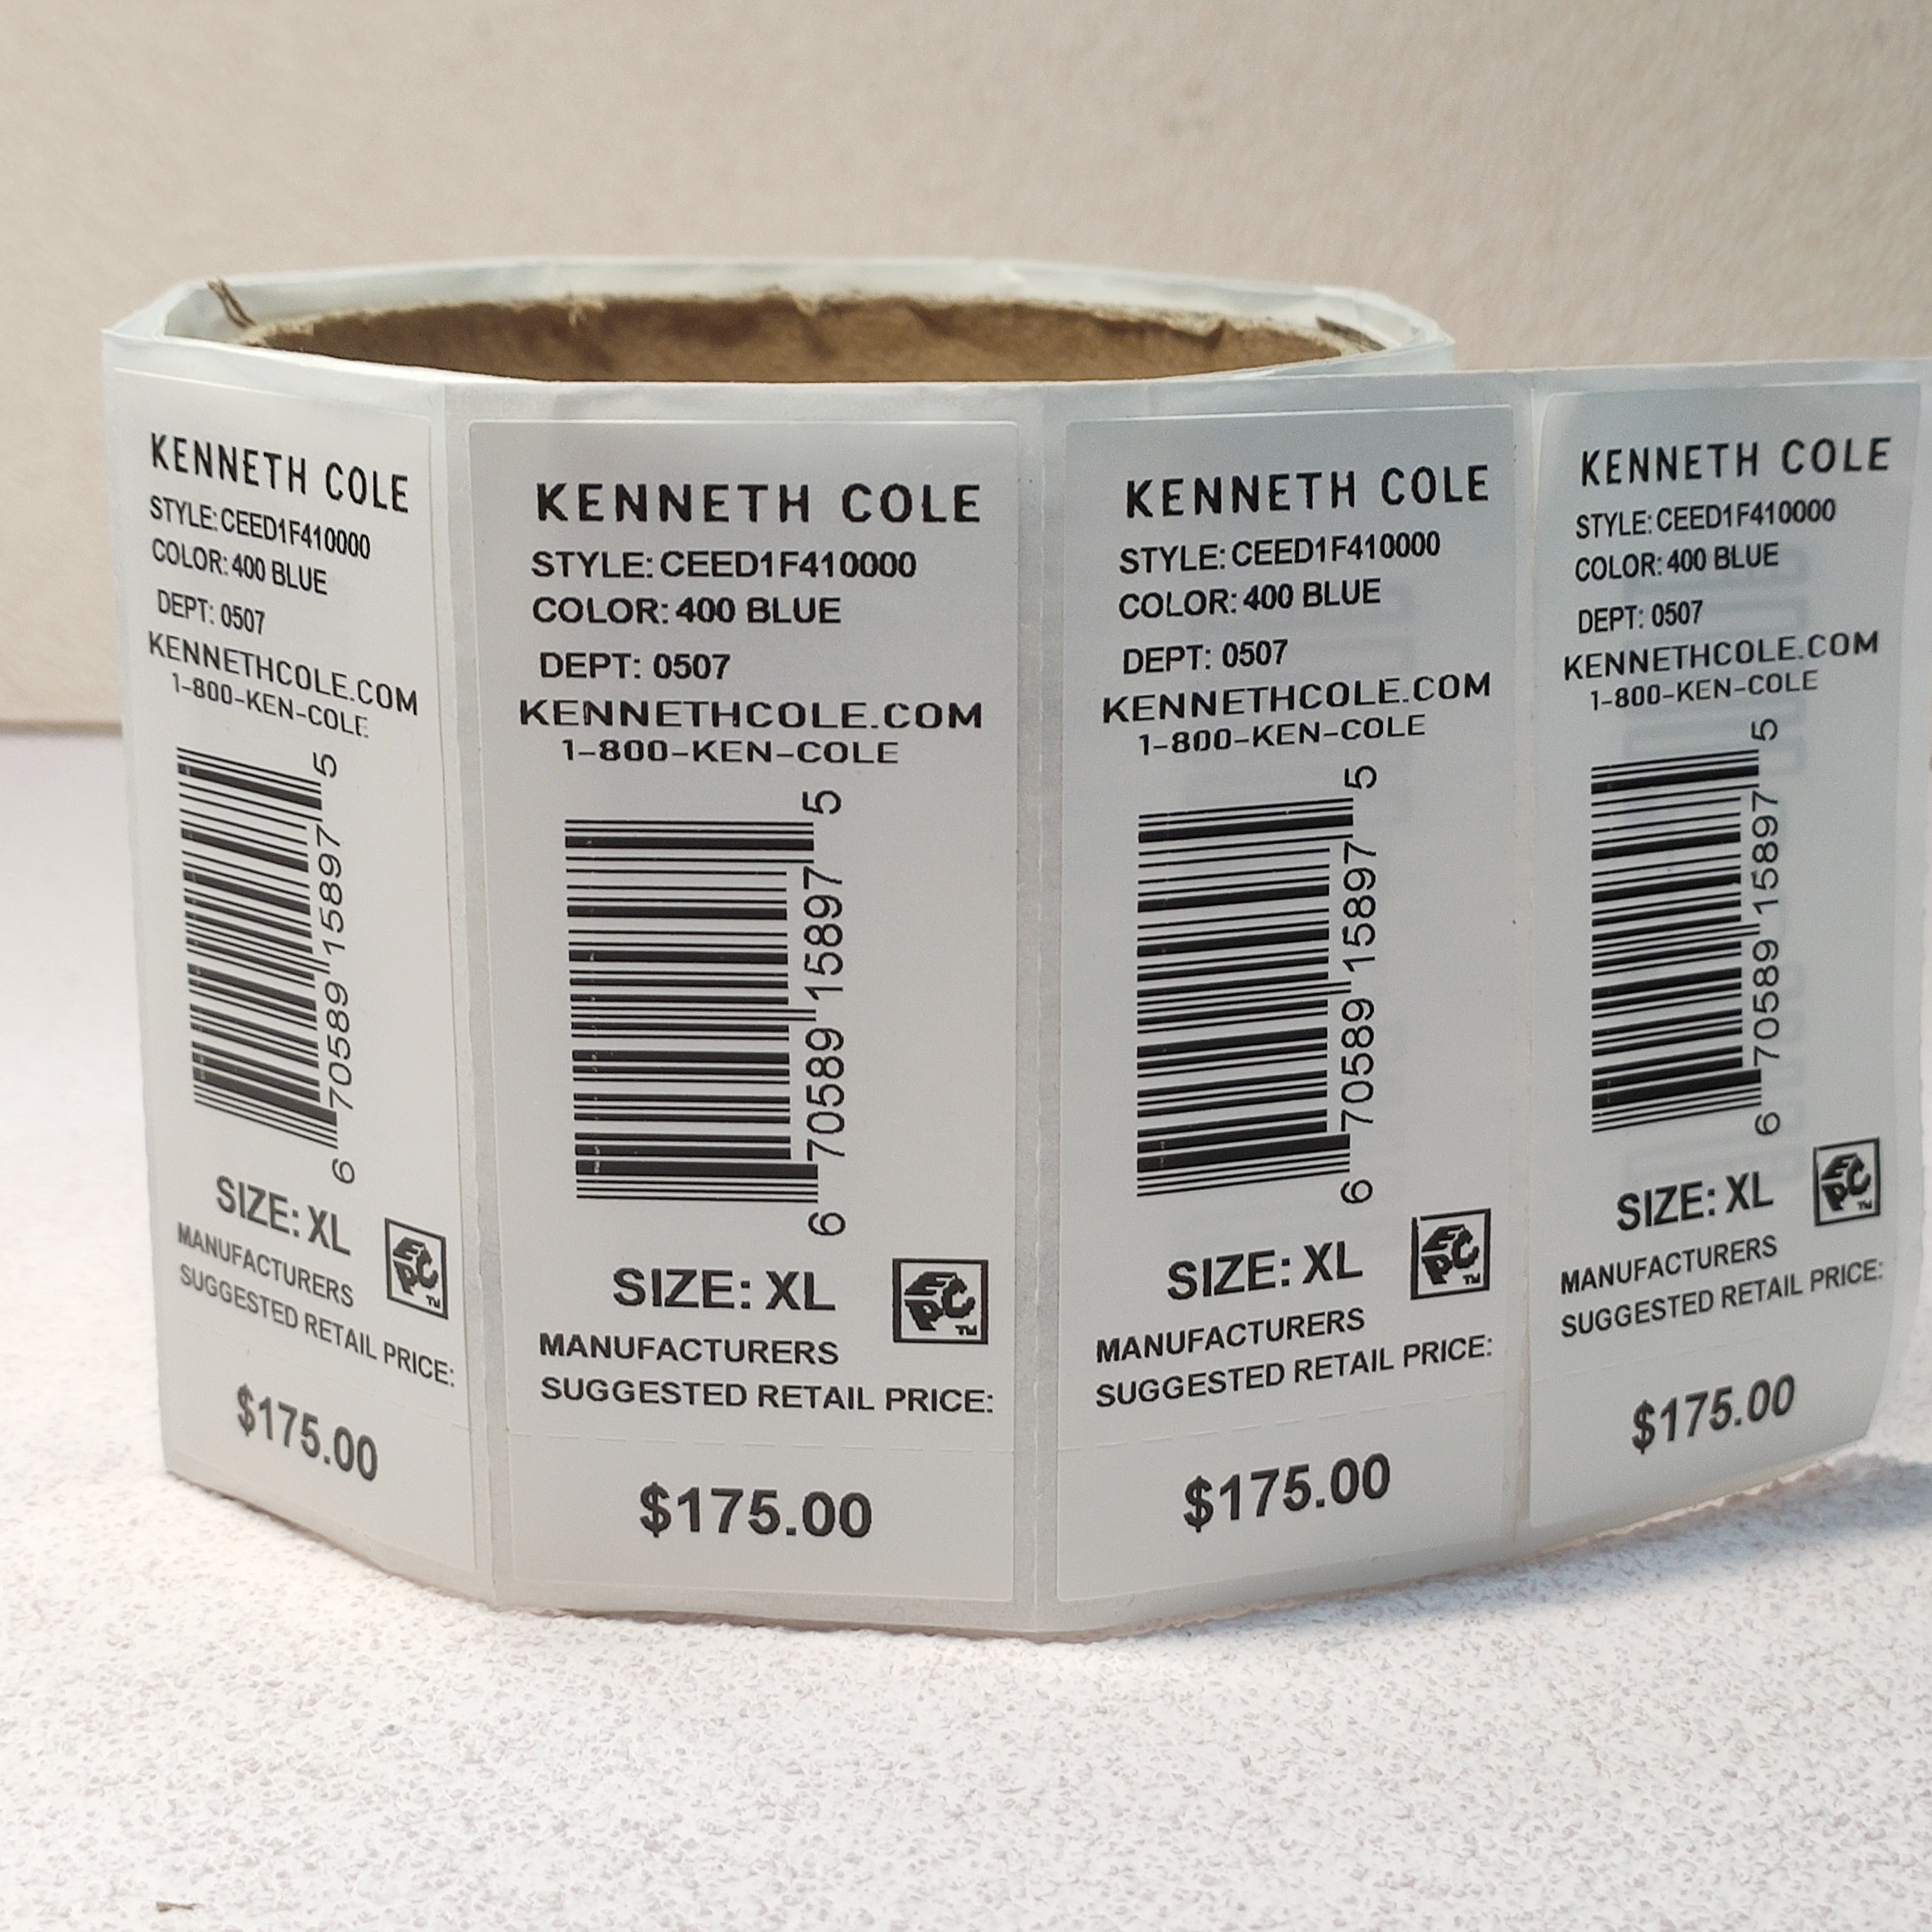 KENNETH COLE
STYLE: CEED1F410000
COLOR: 400 BLUE
DEPT: 0507
KENNETHCOLE.COM
1-800-KEN-COLE
6 70589 15897 5
SIZE: XL
EPC™
MANUFACTURERS
SUGGESTED RETAIL PRICE:
$175.00
KENNETH COLE
STYLE: CEED1F410000
COLOR: 400 BLUE
DEPT: 0507
KENNETHCOLE.COM
1-800-KEN-COLE
6 70589 15897 5
SIZE: XL
EPC™
MANUFACTURERS
SUGGESTED RETAIL PRICE:
$175.00
KENNETH COLE
STYLE: CEED1F410000
COLOR: 400 BLUE
DEPT: 0507
KENNETHCOLE.COM
1-800-KEN-COLE
6 70589 15897 5
SIZE: XL
EPC™
MANUFACTURERS
SUGGESTED RETAIL PRICE:
$175.00
KENNETH COLE
STYLE: CEED1F410000
COLOR: 400 BLUE
DEPT: 0507
KENNETHCOLE.COM
1-800-KEN-COLE
6 70589 15897 5
SIZE: XL
EPC™
MANUFACTURERS
SUGGESTED RETAIL PRICE:
$175.00